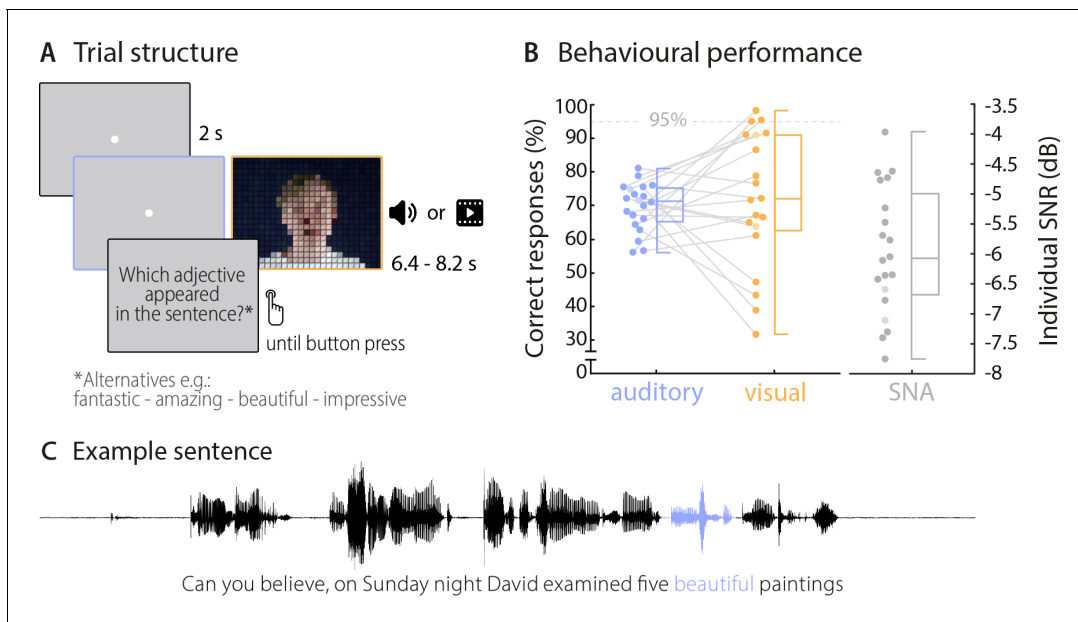 A Trial structure
2 s
or
6.4 - 8.2 s
Which adjective
appeared
in the sentence?*
until button press
*Alternatives e.g.:
fantastic - amazing - beautiful - impressive
B Behavioural performance
Correct responses (%)
100
90
80
70
60
50
40
30
0
95%
auditory
visual
SNA
-3.5
-4
-4.5
-5
-5.5
-6
-6.5
-7
-7.5
-8
Individual SNR (dB)
C Example sentence
Can you believe, on Sunday night David examined five beautiful paintings